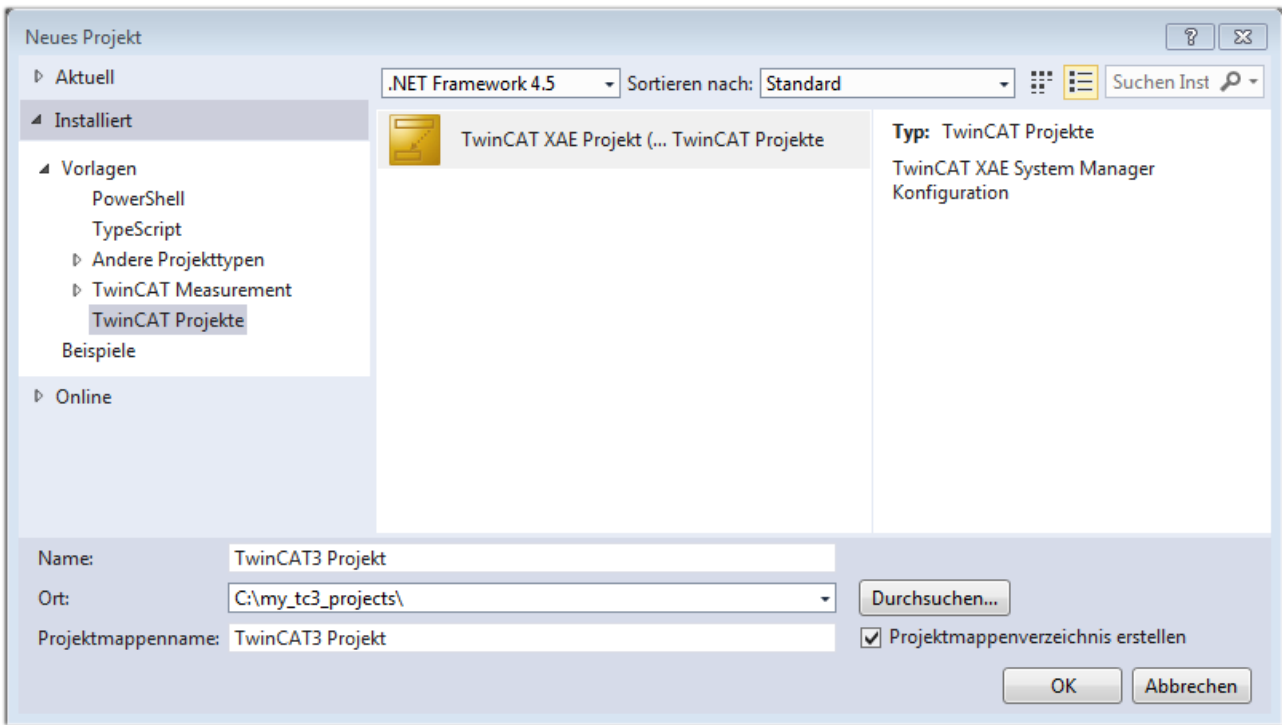 Neues Projekt
Aktuell
.NET Framework 4.5 Sortieren nach: Standard Suchen Inst
Installiert
TwinCAT XAE Projekt (... TwinCAT Projekte
Typ: TwinCAT Projekte
TwinCAT XAE System Manager
Konfiguration
Vorlagen
PowerShell
TypeScript
Andere Projekttypen
TwinCAT Measurement
TwinCAT Projekte
Beispiele
Online
Name: TwinCAT3 Projekt
Ort: C:\my_tc3_projects\ Durchsuchen...
Projektmappenname: TwinCAT3 Projekt Projektmappenverzeichnis erstellen
OK Abbrechen